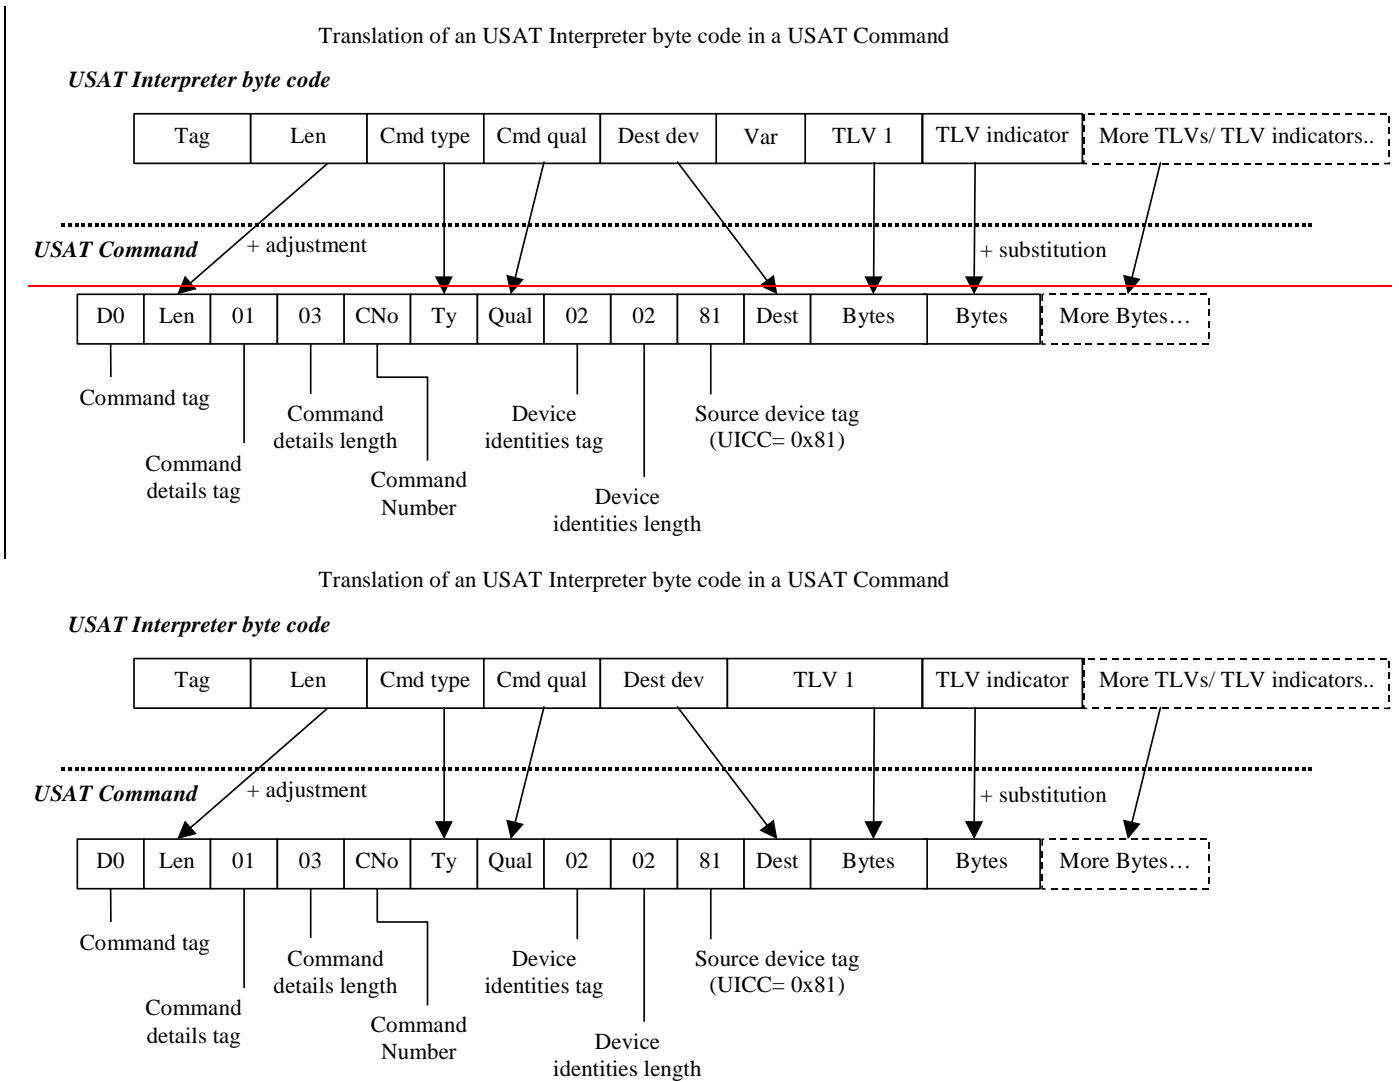 Translation of an USAT Interpreter byte code in a USAT Command
USAT Interpreter byte code
Tag Len Cmd type Cmd qual Dest dev Var TLV 1 TLV indicator More TLVs/ TLV indicators..
USAT Command + adjustment + substitution
D0 Len 01 03 CNo Ty Qual 02 02 81 Dest Bytes Bytes More Bytes…
Command tag
Command
details length
Device
identities tag
Source device tag
(UICC= 0x81)
Command
details tag
Command
Number
Device
identities length
Translation of an USAT Interpreter byte code in a USAT Command
USAT Interpreter byte code
Tag Len Cmd type Cmd qual Dest dev TLV 1 TLV indicator More TLVs/ TLV indicators..
USAT Command + adjustment + substitution
D0 Len 01 03 CNo Ty Qual 02 02 81 Dest Bytes Bytes More Bytes…
Command tag
Command
details length
Device
identities tag
Source device tag
(UICC= 0x81)
Command
details tag
Command
Number
Device
identities length